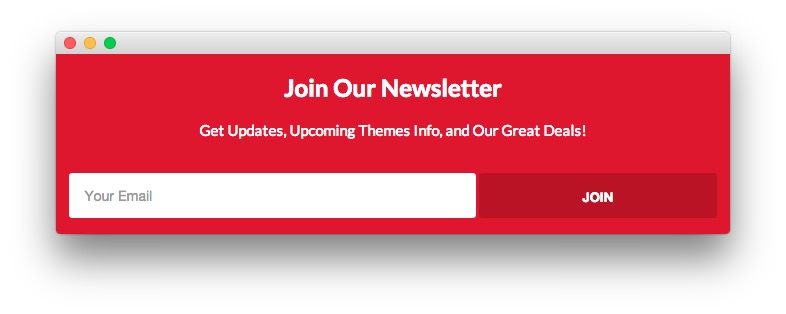 Join Our Newsletter
Get Updates, Upcoming Themes Info, and Our Great Deals!
Your Email
JOIN